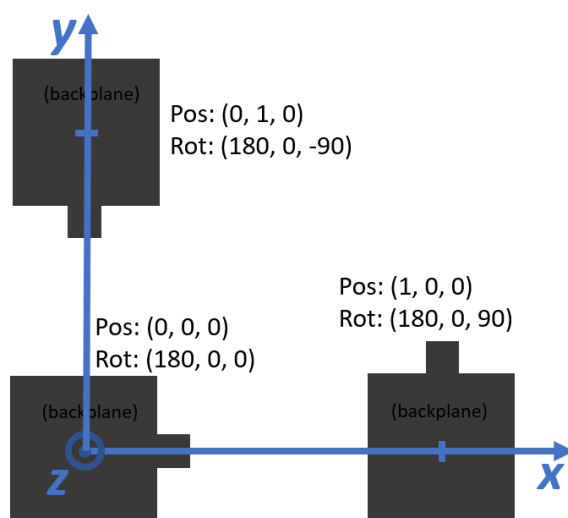 y
(backplane)
Pos: (0, 1, 0)
Rot: (180, 0, -90)
Pos: (1, 0, 0)
Rot: (180, 0, 90)
Pos: (0, 0, 0)
Rot: (180, 0, 0)
(backplane)
(backplane)
z
x